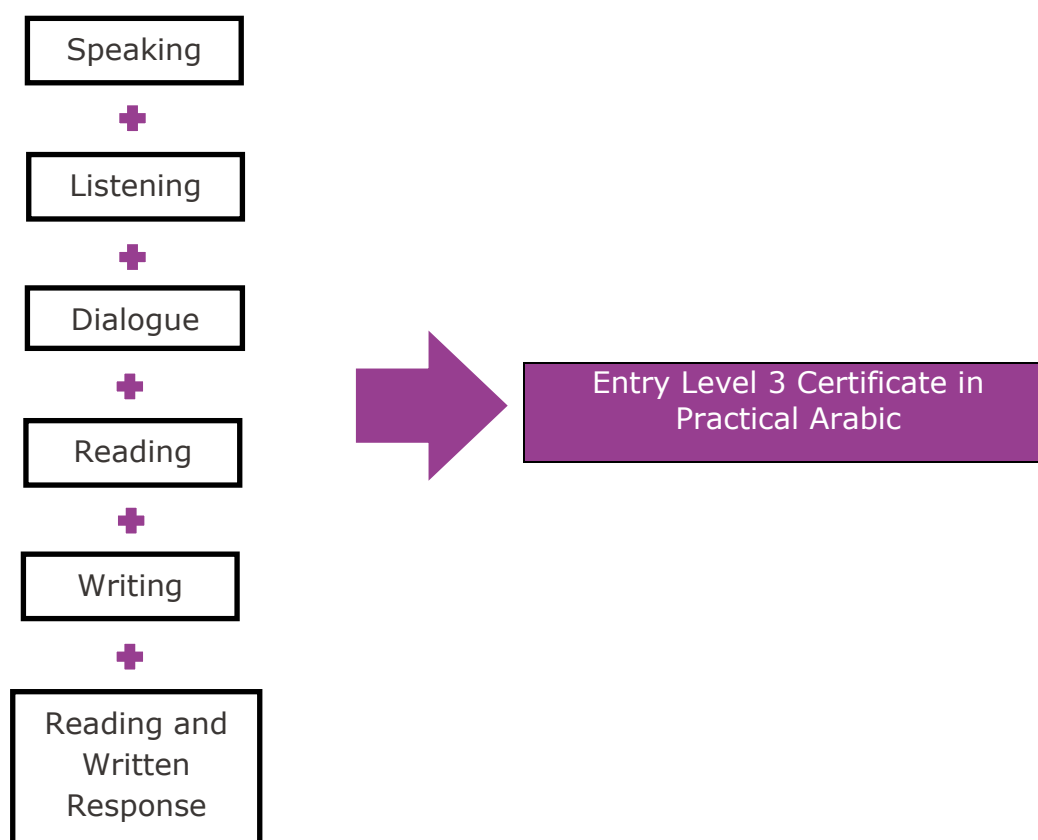 Speaking
Listening
Dialogue
Reading
Writing
Reading and
Written
Response
Entry Level 3 Certificate in
Practical Arabic